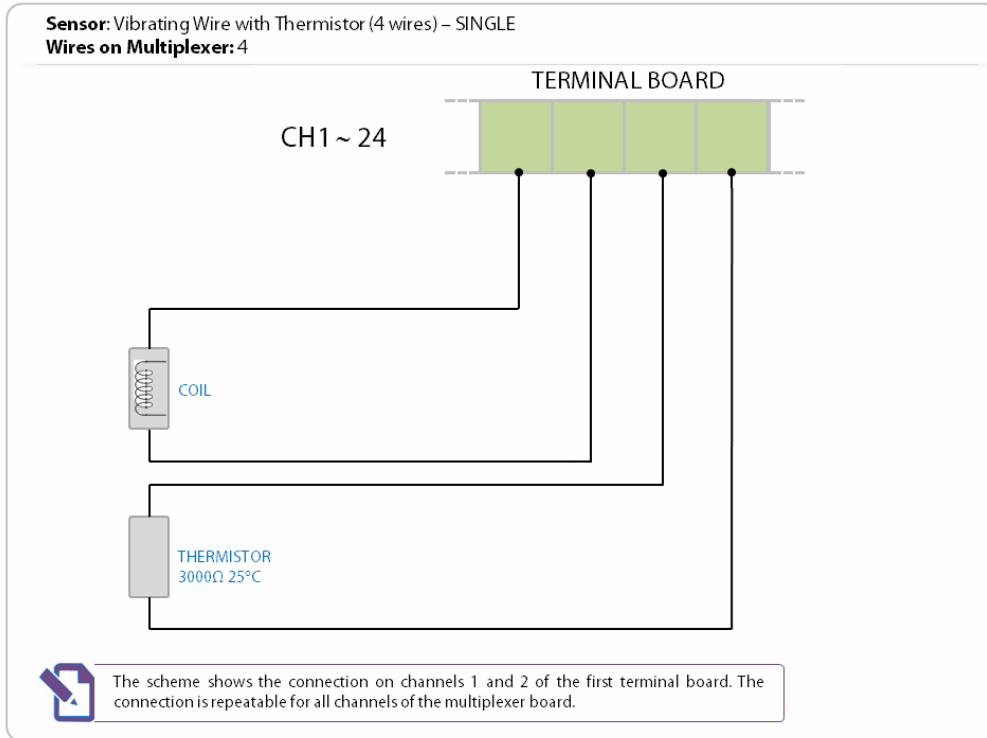 Sensor: Vibrating Wire with Thermistor (4 wires) – SINGLE
Wires on Multiplexer: 4
TERMINAL BOARD
CH1 ~ 24
COIL
THERMISTOR
3000Ω 25°C
The scheme shows the connection on channels 1 and 2 of the first terminal board. The
connection is repeatable for all channels of the multiplexer board.